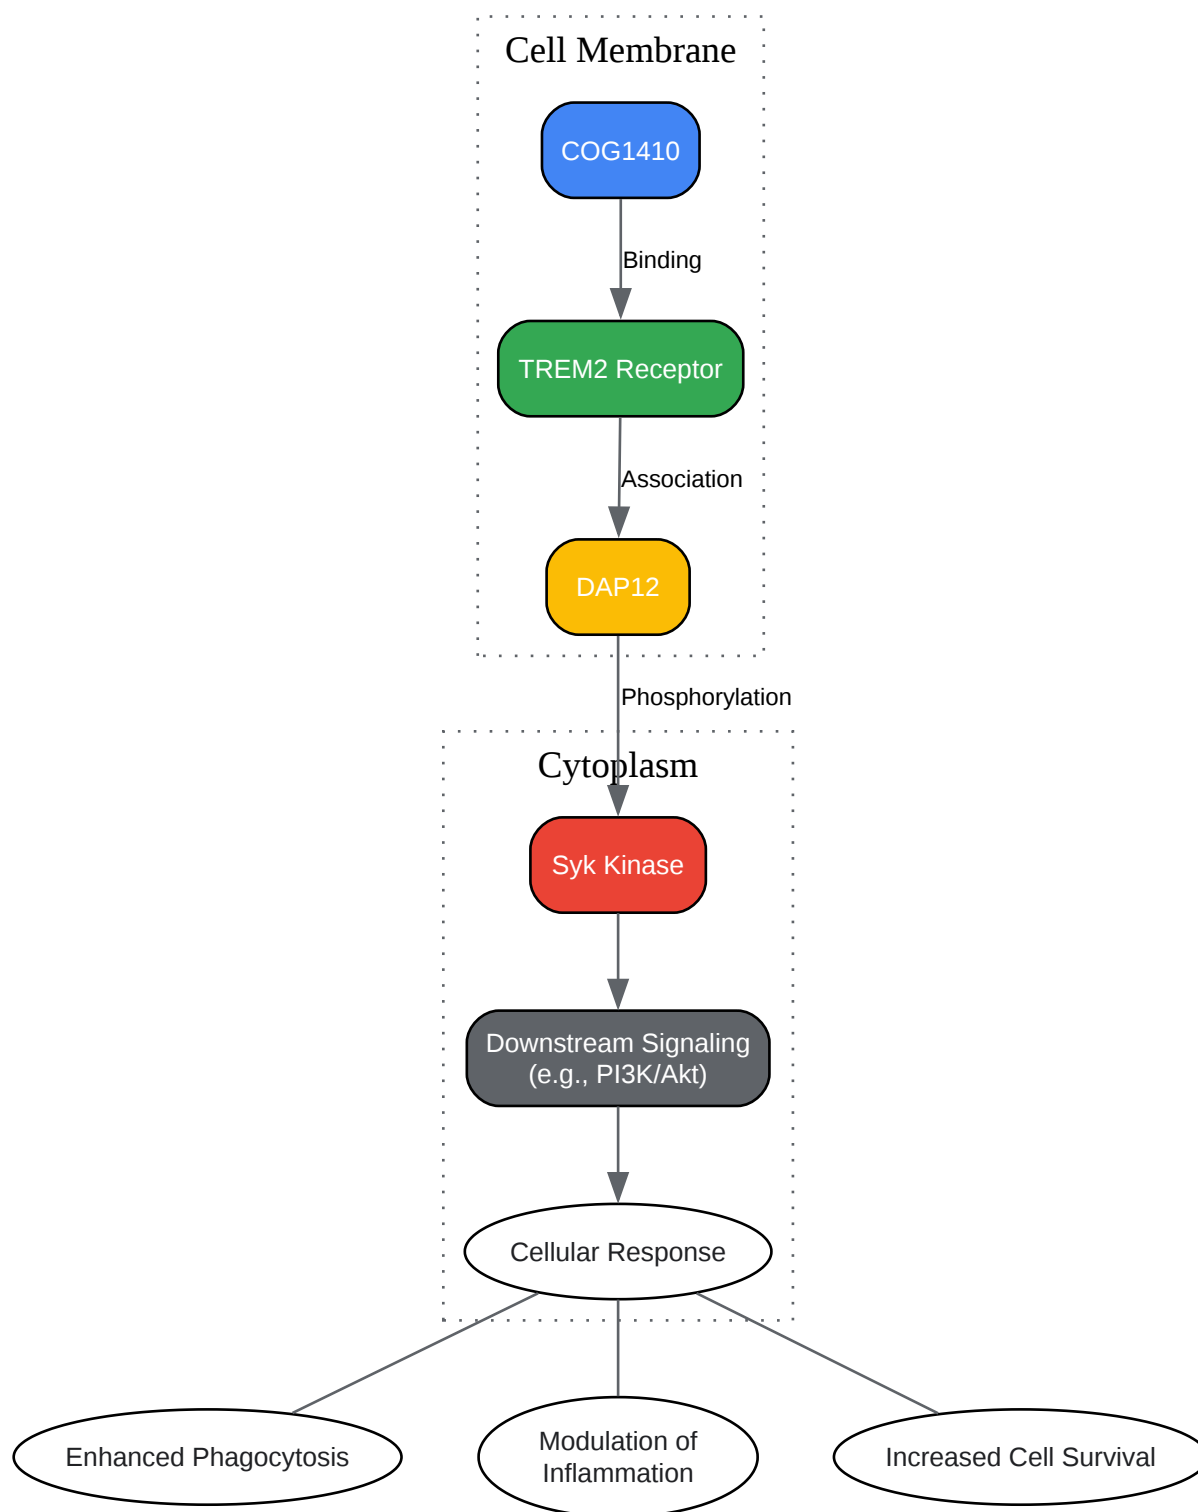 Cell Membrane
COG1410
Binding
TREM2 Receptor
Association
DAP12
Phosphorylation
Cytoplasm
Syk Kinase
Downstream Signaling
(e.g., PI3K/Akt)
Cellular Response
Enhanced Phagocytosis
Modulation of
Inflammation
Increased Cell Survival